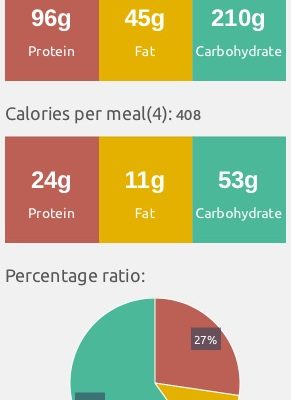 96g 45g 210g
Protein Fat Carbohydrate
Calories per meal(4): 408
24g 11g 53g
Protein Fat Carbohydrate
Percentage ratio:
27%